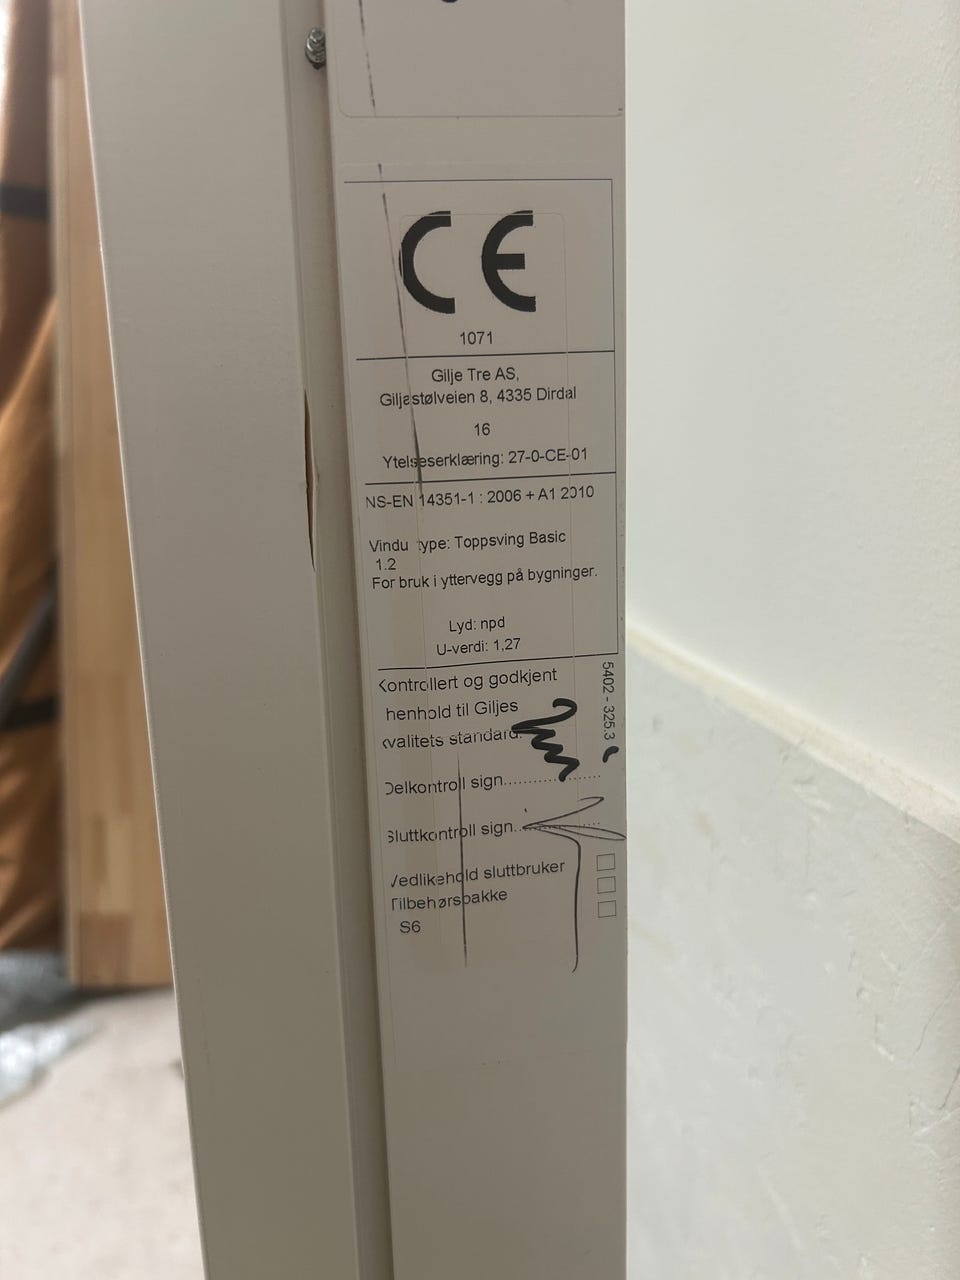 CE
1071
Gilje Tre AS,
Giljastølveien 8, 4335 Dirdal
16
Ytelseserklæring: 27-0-CE-01
NS-EN 14351-1 : 2006 + A1 2010
Vindu type: Toppsving Basic
1.2
For bruk i yttervegg på bygninger.
Lyd: npd
U-verdi: 1,27
Kontrollert og godkjent
henhold til Giljes
kvalitets standard.
Delkontroll sign..............
Sluttkontroll sign..............
Vedlikehold sluttbruker
Tilbehørspakke
S6
5402 - 325.3